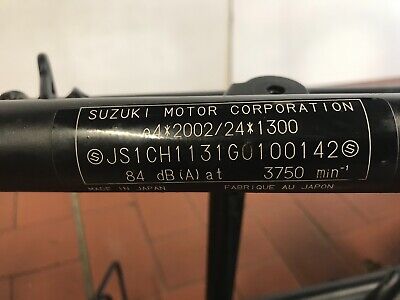 SUZUKI MOTOR CORPORATION
e4*2002/24*1300
ⓈJS1CH1131G0100142Ⓢ
84 dB(A) at 3750 min⁻¹
MADE IN JAPAN FABRIQUE AU JAPON